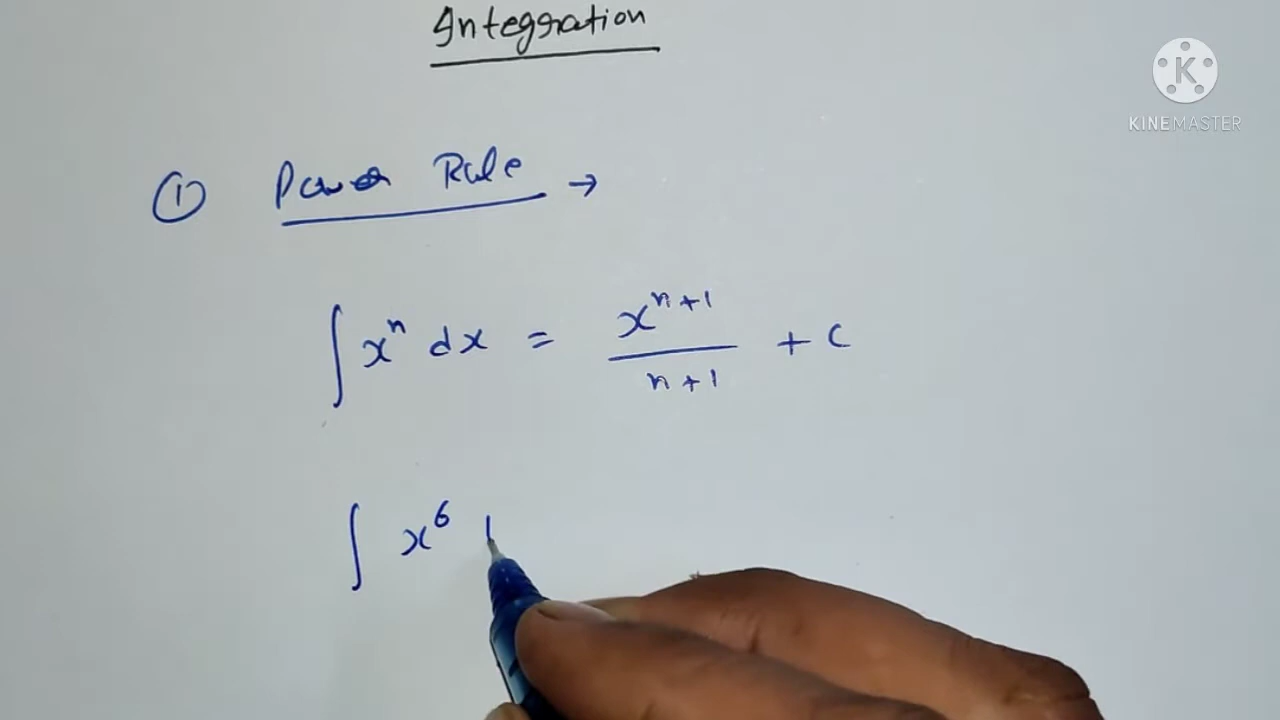 Integration
KINEMASTER
① Power Rule →
∫ xⁿ dx = xⁿ⁺¹ / n+1 + C
∫ x⁶